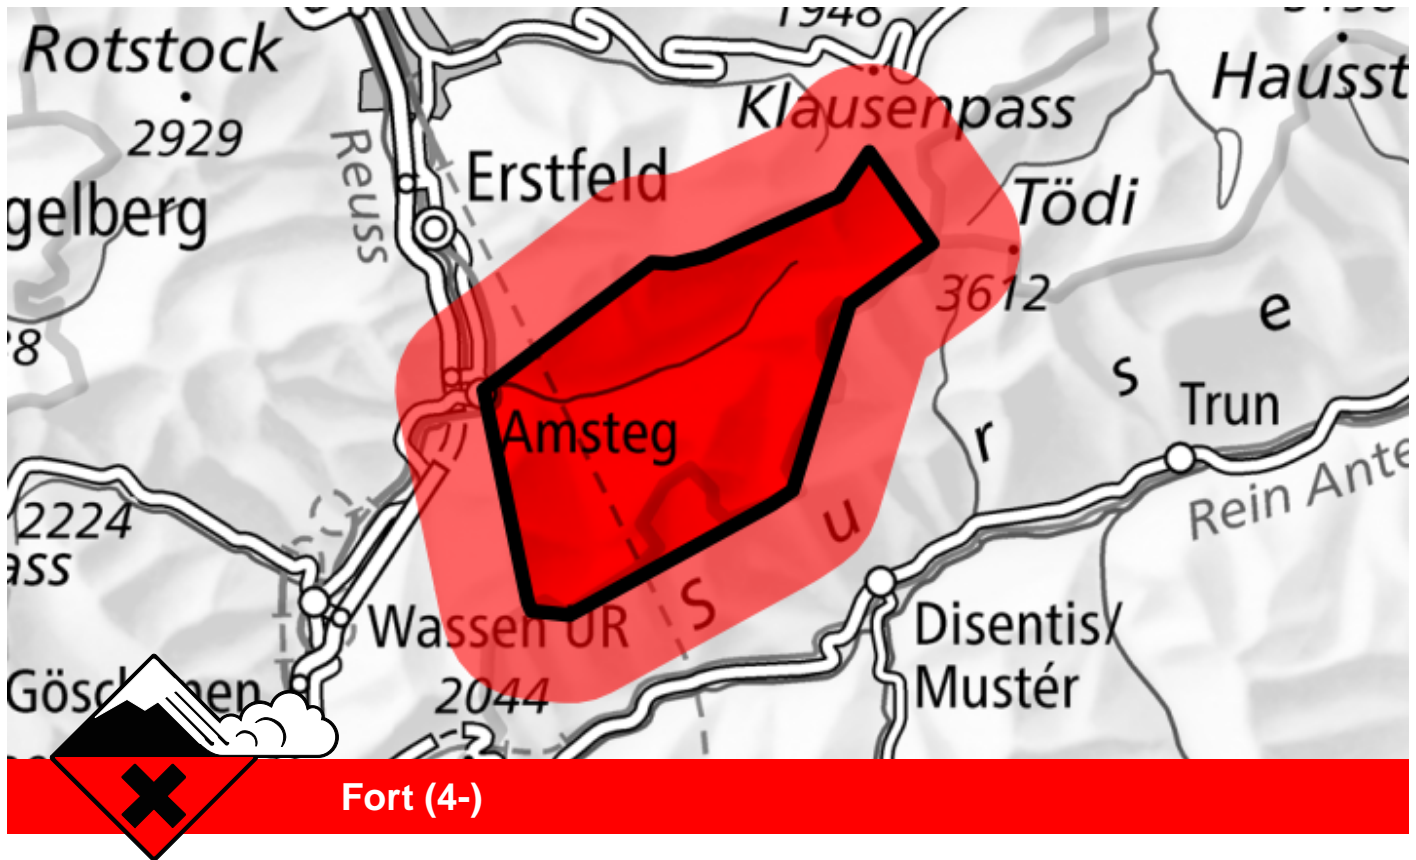 1948
Rotstock
2929
Klausenpass
Hausst
Reuss
Erstfeld
Tödi
gelberg
3612
e
s
Trun
r
Amsteg
Rein Ante
2224
ass
u
S
Wassen UR
Disentis/
Mustér
2044
Fort (4-)